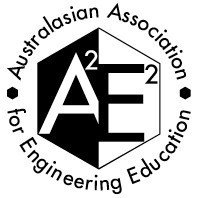 Australasian Association
A²E²
for Engineering Education